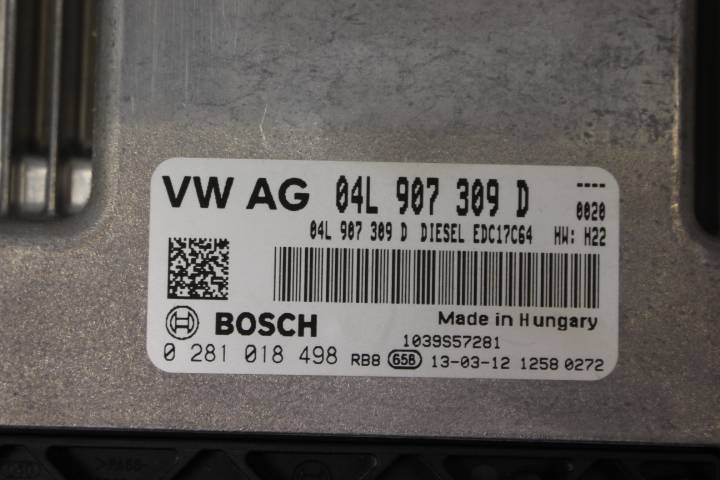 VW AG 04L 907 309 D ----
0020
04L 907 309 D DIESEL EDC17C64 HW: H22
BOSCH Made in Hungary
1039S57281
0 281 018 498 RB8 658 13-03-12 1258 0272